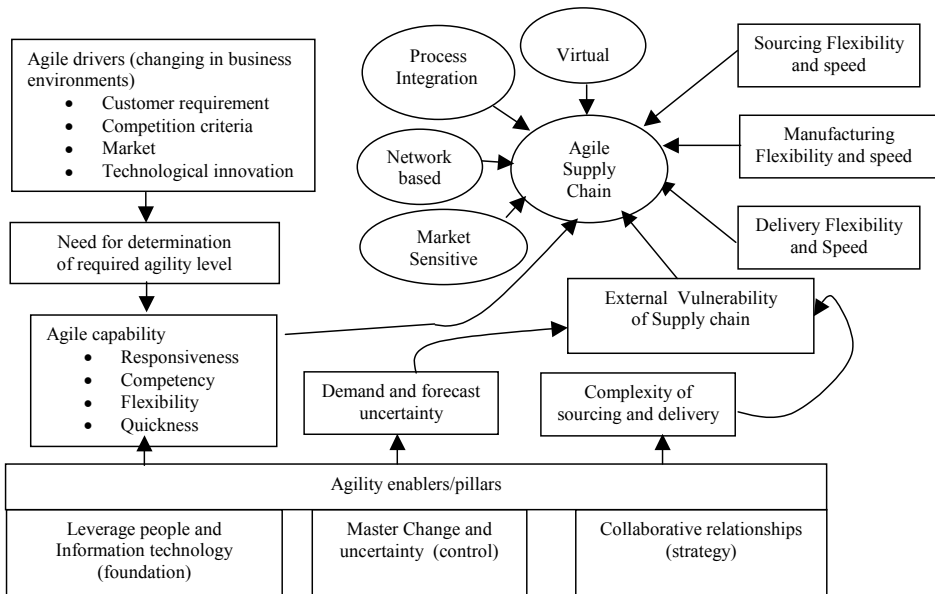 Agile drivers (changing in business
environments)
• Customer requirement
• Competition criteria
• Market
• Technological innovation
Need for determination
of required agility level
Agile capability
• Responsiveness
• Competency
• Flexibility
• Quickness
Process
Integration
Virtual
Network
based
Market
Sensitive
Agile
Supply
Chain
Sourcing Flexibility
and speed
Manufacturing
Flexibility and speed
Delivery Flexibility
and Speed
External Vulnerability
of Supply chain
Demand and forecast
uncertainty
Complexity of
sourcing and delivery
Agility enablers/pillars
Leverage people and
Information technology
(foundation)
Master Change and
uncertainty (control)
Collaborative relationships
(strategy)